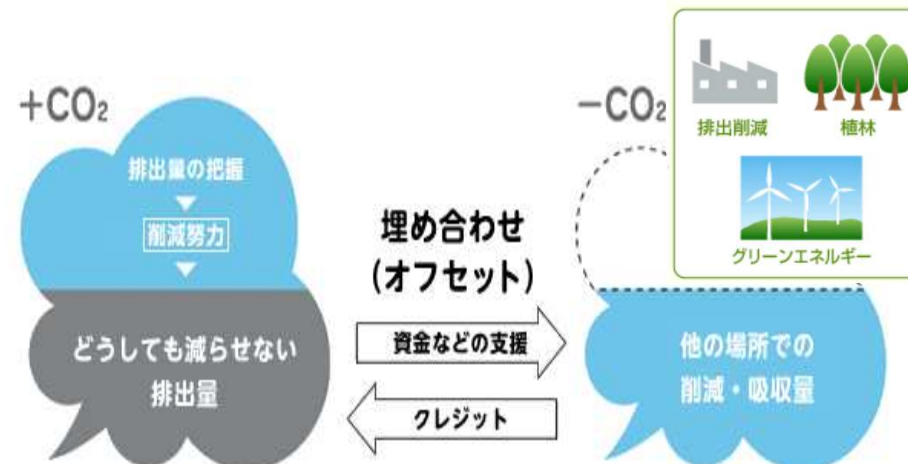 +CO₂
排出量の把握
削減努力
どうしても減らせない
排出量
埋め合わせ
(オフセット)
資金などの支援
クレジット
-CO₂
排出削減
植林
グリーンエネルギー
他の場所での
削減・吸収量